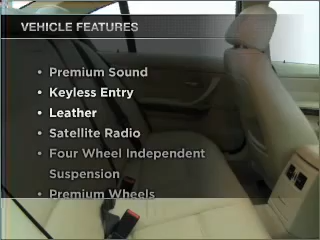 VEHICLE FEATURES
• Premium Sound
• Keyless Entry
• Leather
• Satellite Radio
• Four Wheel Independent
Suspension
• Premium Wheels